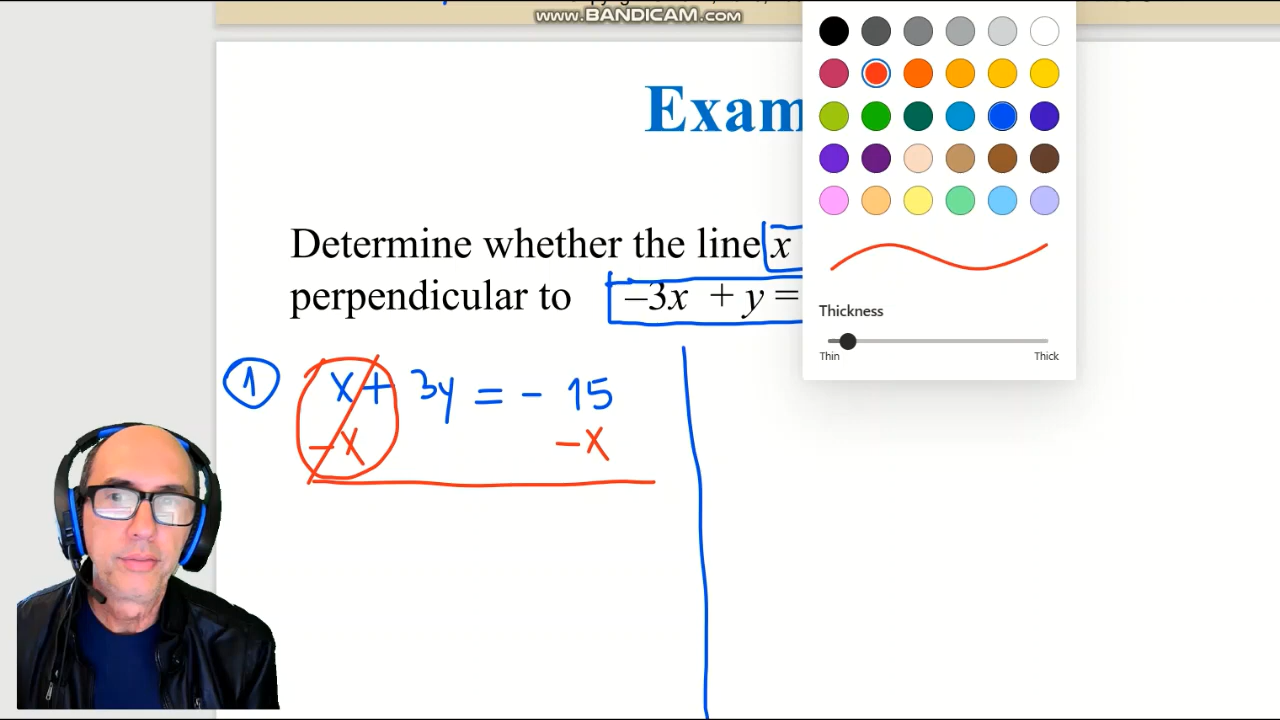 www.BANDICAM.com
Exam
Determine whether the line x
perpendicular to –3x + y =
Thickness
Thin Thick
1 x + 3y = - 15
-x -x